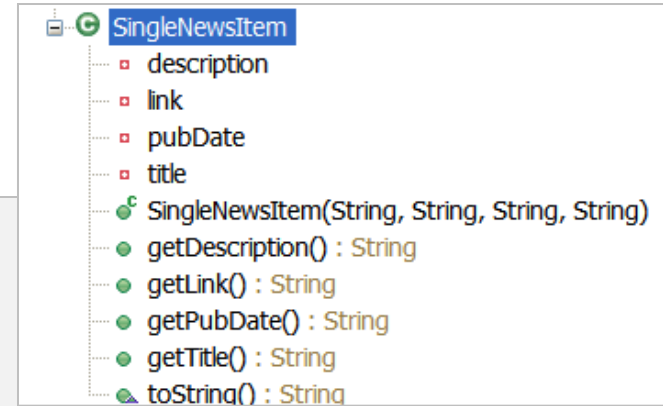 SingleNewsItem
description
link
pubDate
title
SingleNewsItem(String, String, String, String)
getDescription() : String
getLink() : String
getPubDate() : String
getTitle() : String
toString() : String